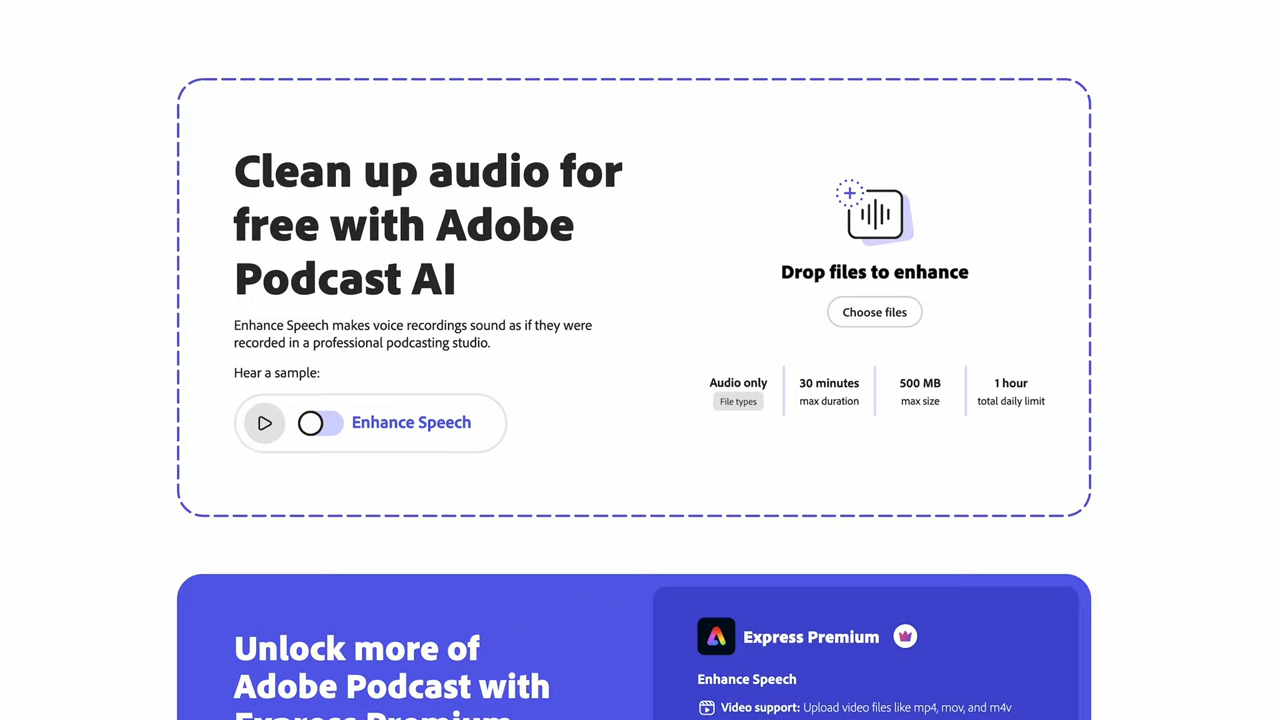 Clean up audio for
free with Adobe
Podcast AI
Enhance Speech makes voice recordings sound as if they were
recorded in a professional podcasting studio.
Hear a sample:
Enhance Speech
Drop files to enhance
Choose files
Audio only
File types
30 minutes
max duration
500 MB
max size
1 hour
total daily limit
Unlock more of
Adobe Podcast with
Express Premium
Express Premium
Enhance Speech
Video support: Upload video files like mp4, mov, and m4v